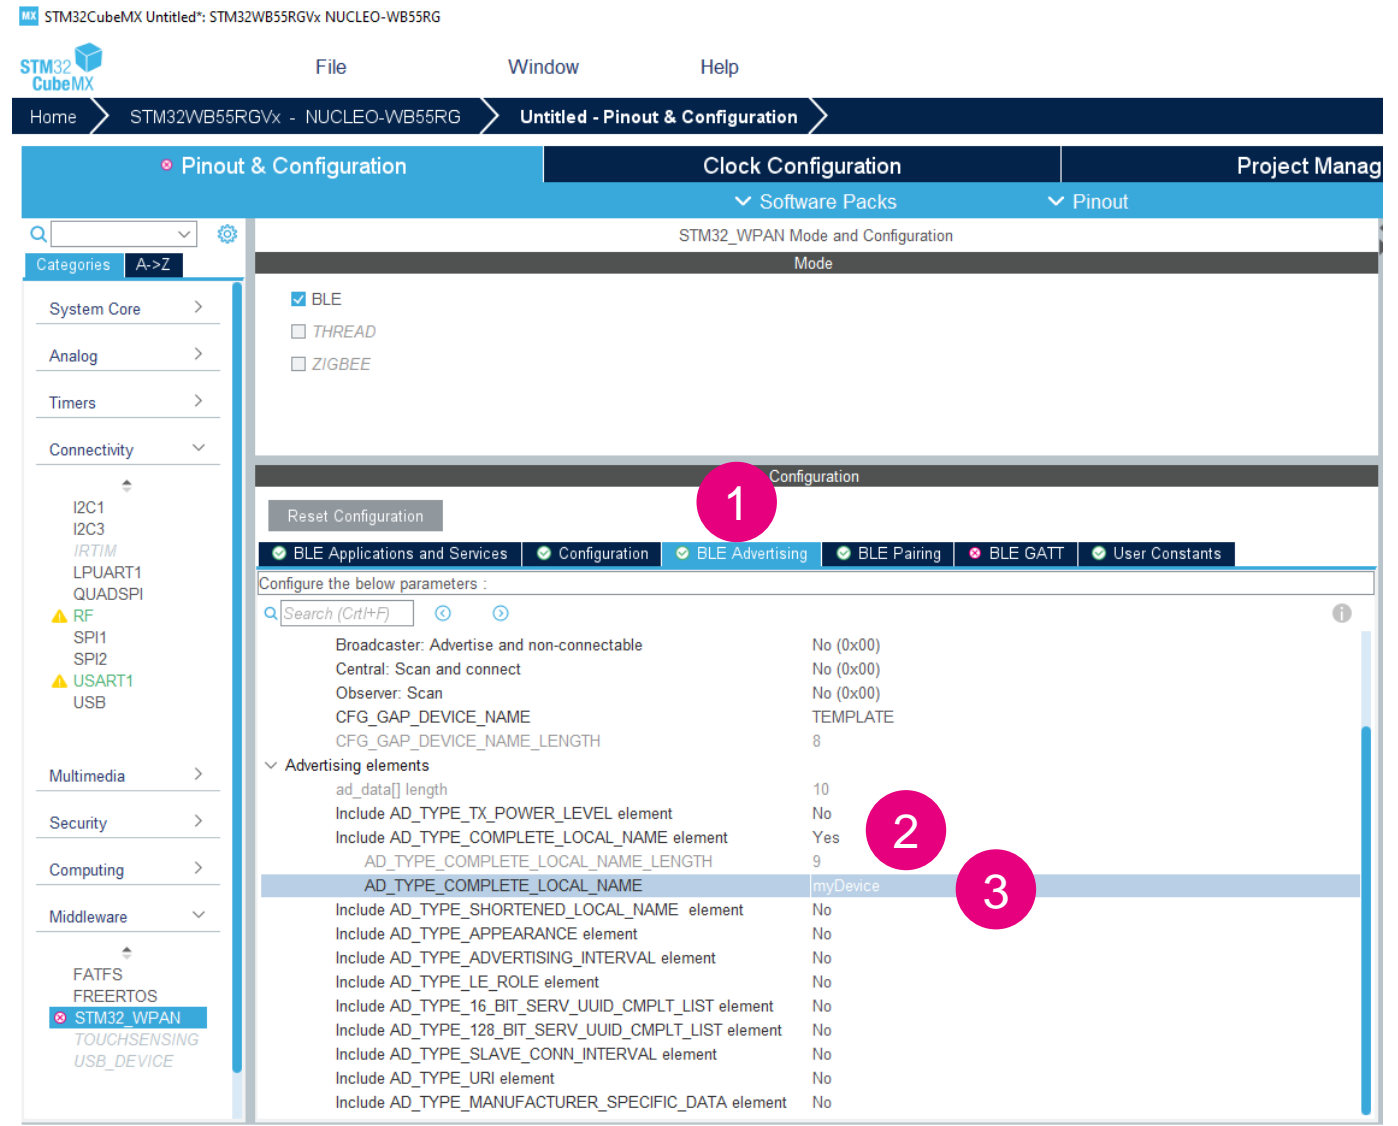 MX STM32CubeMX Untitled*: STM32WB55RGVx NUCLEO-WB55RG
STM32 CubeMX
File Window Help
Home STM32WB55RGVx - NUCLEO-WB55RG Untitled - Pinout & Configuration
Pinout & Configuration Clock Configuration Project Manag
Software Packs Pinout
STM32_WPAN Mode and Configuration
Categories A->Z
Mode
System Core
Analog
Timers
Connectivity
I2C1
I2C3
IRTIM
LPUART1
QUADSPI
RF
SPI1
SPI2
USART1
USB
Multimedia
Security
Computing
Middleware
FATFS
FREERTOS
STM32_WPAN
TOUCHSENSING
USB_DEVICE
BLE
THREAD
ZIGBEE
Configuration
1
Reset Configuration
BLE Applications and Services Configuration BLE Advertising BLE Pairing BLE GATT User Constants
Configure the below parameters :
Search (Crtl+F)
Broadcaster: Advertise and non-connectable No (0x00)
Central: Scan and connect No (0x00)
Observer: Scan No (0x00)
CFG_GAP_DEVICE_NAME TEMPLATE
CFG_GAP_DEVICE_NAME_LENGTH 8
Advertising elements
ad_data[] length 10
Include AD_TYPE_TX_POWER_LEVEL element No
Include AD_TYPE_COMPLETE_LOCAL_NAME element Yes 2
AD_TYPE_COMPLETE_LOCAL_NAME_LENGTH 9
AD_TYPE_COMPLETE_LOCAL_NAME myDevice 3
Include AD_TYPE_SHORTENED_LOCAL_NAME element No
Include AD_TYPE_APPEARANCE element No
Include AD_TYPE_ADVERTISING_INTERVAL element No
Include AD_TYPE_LE_ROLE element No
Include AD_TYPE_16_BIT_SERV_UUID_CMPLT_LIST element No
Include AD_TYPE_128_BIT_SERV_UUID_CMPLT_LIST element No
Include AD_TYPE_SLAVE_CONN_INTERVAL element No
Include AD_TYPE_URI element No
Include AD_TYPE_MANUFACTURER_SPECIFIC_DATA element No